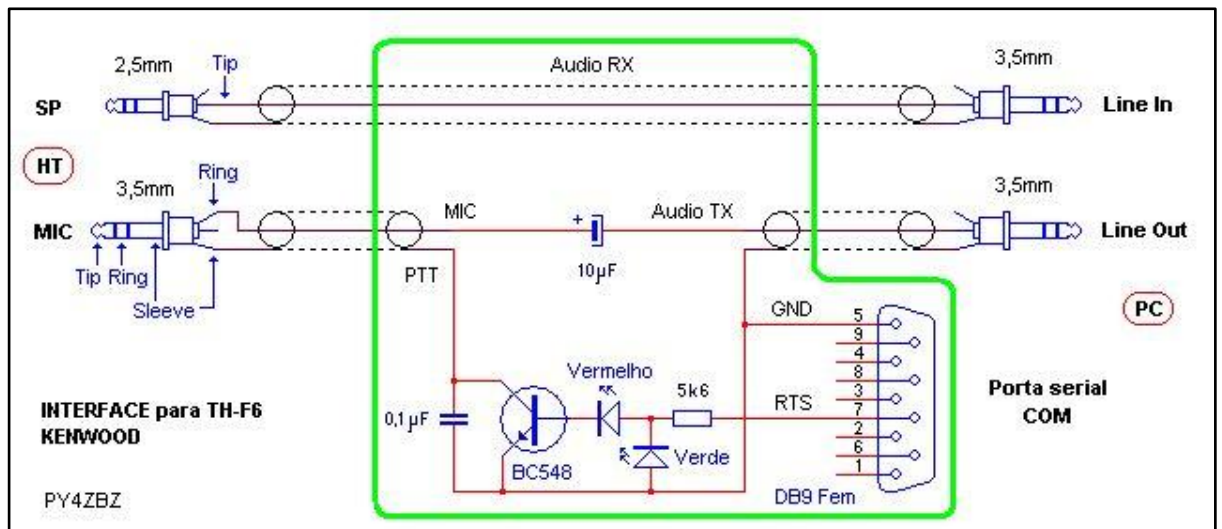 2,5mm
Tip
Audio RX
3,5mm
SP
Line In
HT
Ring
3,5mm
MIC
Audio TX
3,5mm
MIC
+
Line Out
Tip
Ring
PTT
10µF
Sleeve
GND
5
PC
9
4
Vermelho
8
5k6
3
Porta serial
COM
RTS
7
INTERFACE para TH-F6
KENWOOD
0,1µF
2
Verde
6
BC548
1
DB9 Fem
PY4ZBZ